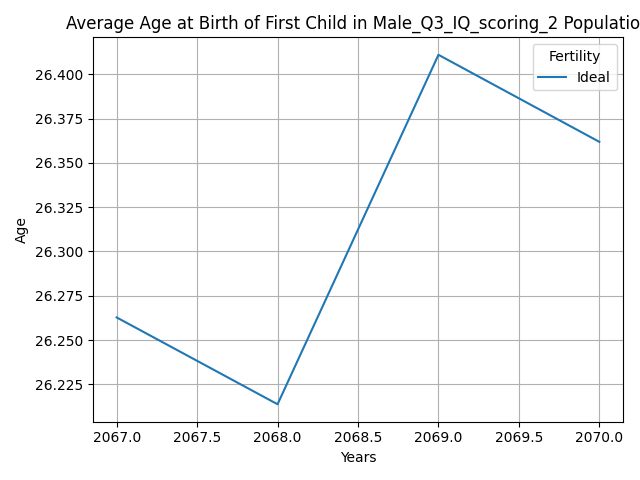 Average Age at Birth of First Child in Male_Q3_IQ_scoring_2 Populatio
Fertility
Ideal
Age
26.400
26.375
26.350
26.325
26.300
26.275
26.250
26.225
2067.0 2067.5 2068.0 2068.5 2069.0 2069.5 2070.0
Years